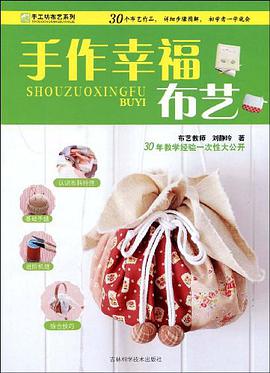 手工坊布艺系列
30个布艺作品，详细步骤图解，初学者一学就会
手作幸福
SHOUZUOXINGFU
BUYI
布艺
布艺教师 刘静玲 著
30年教学经验一次性大公开
认识布料特性
基础手缝
进阶机缝
综合技巧
吉林科学技术出版社